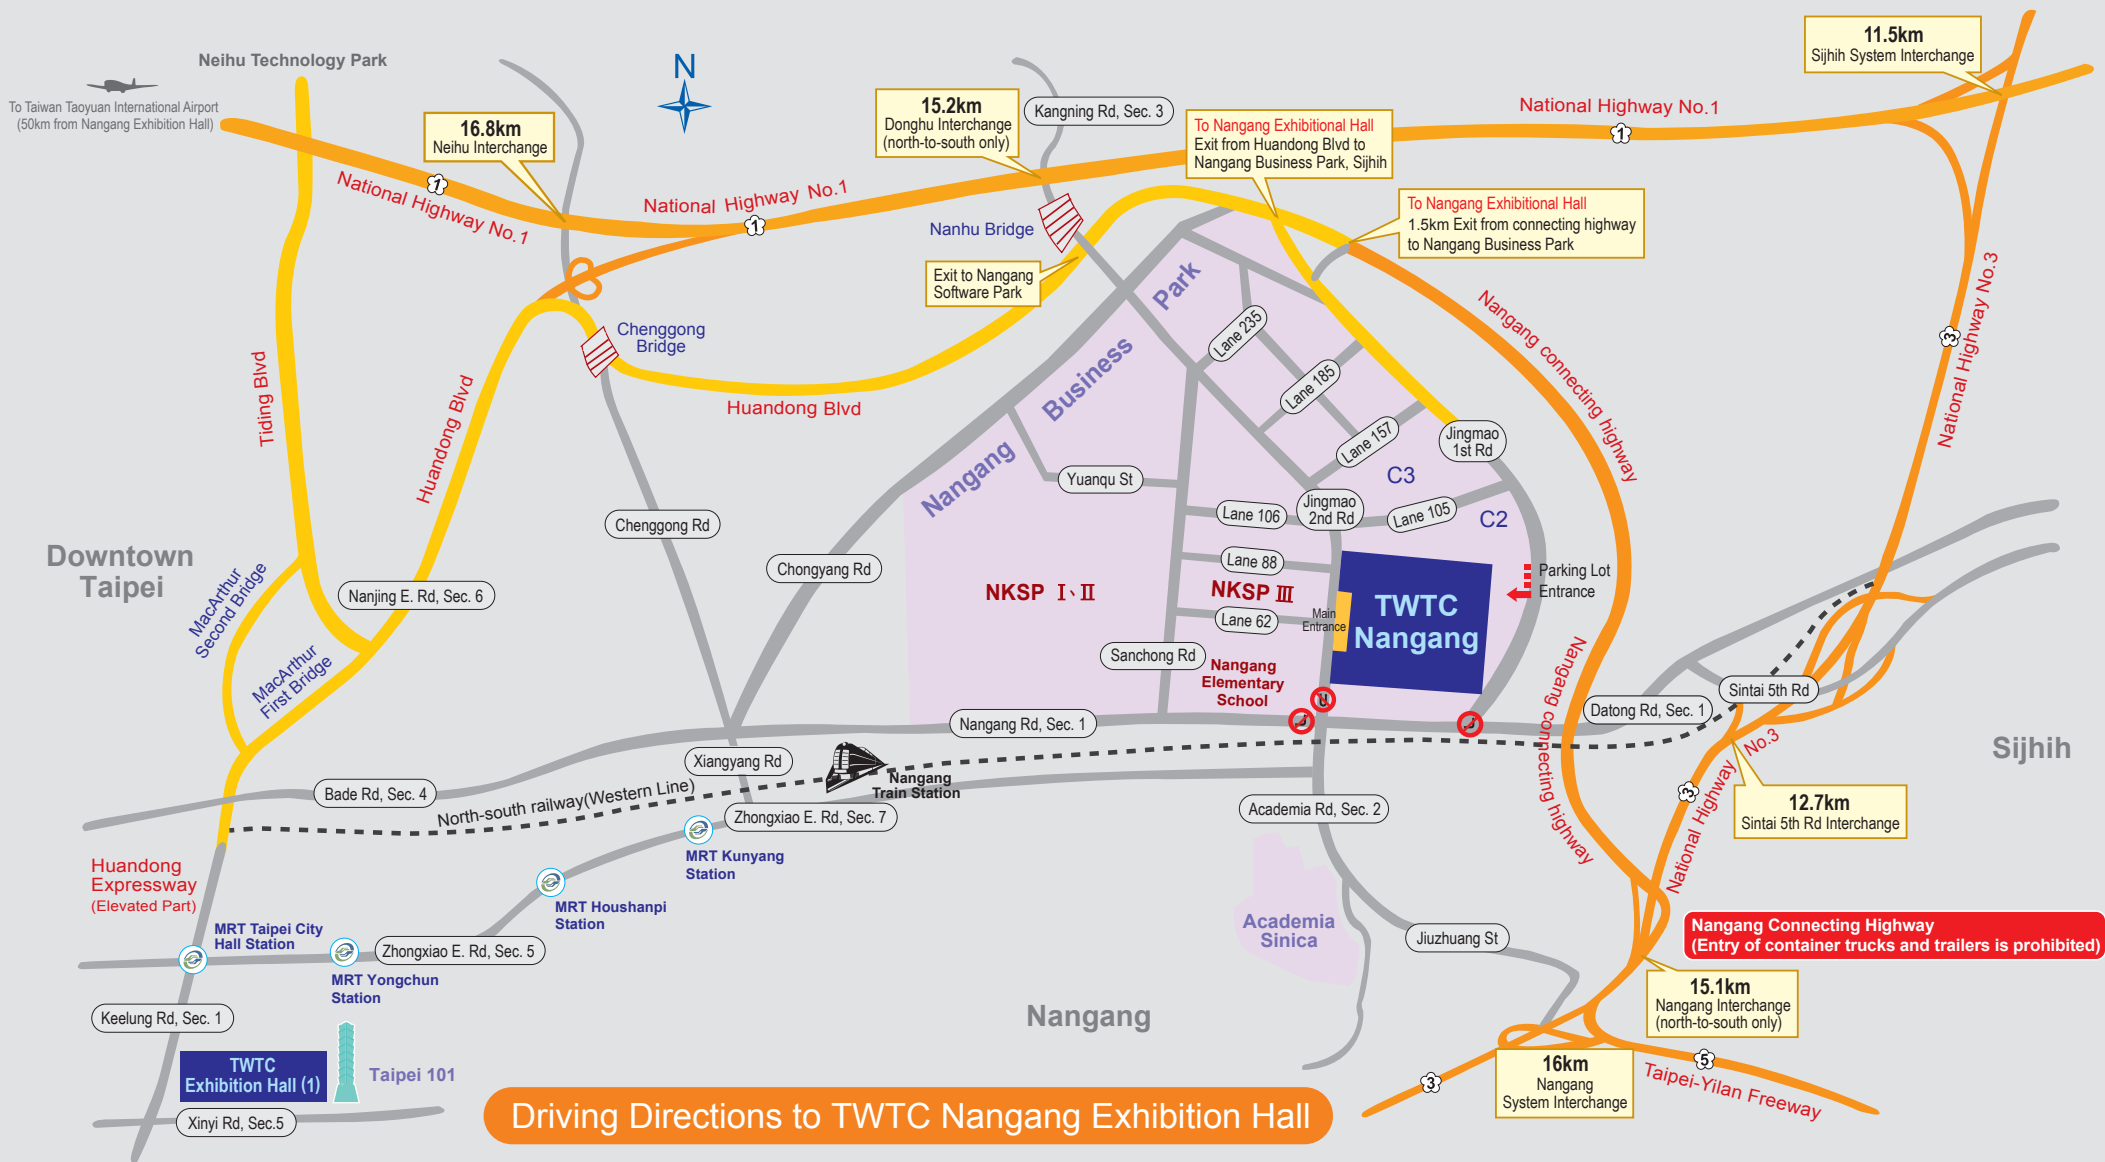 Neihu Technology Park
To Taiwan Taoyuan International Airport
(50km from Nangang Exhibition Hall)
N
16.8km
Neihu Interchange
15.2km
Donghu Interchange
(north-to-south only)
Kangning Rd, Sec. 3
To Nangang Exhibitional Hall
Exit from Huandong Blvd to
Nangang Business Park, Sijhih
National Highway No.1
1
11.5km
Sijhih System Interchange
1
National Highway No.1
National Highway No.1
1
Nanhu Bridge
To Nangang Exhibitional Hall
1.5km Exit from connecting highway
to Nangang Business Park
Exit to Nangang
Software Park
Chenggong
Bridge
Tiding Blvd
Huandong Blvd
Huandong Blvd
Nangang Business Park
Lane 235
Lane 185
Lane 157
Jingmao
1st Rd
Nangang connecting highway
National Highway No.3
3
Yuanqu St
C3
C2
Jingmao
2nd Rd
Lane 106
Lane 105
Lane 88
Lane 62
Chenggong Rd
Chongyang Rd
Downtown
Taipei
MacArthur
Second Bridge
MacArthur
First Bridge
Nanjing E. Rd, Sec. 6
NKSP Ⅰ、Ⅱ
NKSP Ⅲ
Main
Entrance
TWTC
Nangang
Parking Lot
Entrance
Sanchong Rd
Nangang
Elementary
School
Nangang connecting highway
Nangang Rd, Sec. 1
Datong Rd, Sec. 1
Sintai 5th Rd
Sijhih
Xiangyang Rd
Bade Rd, Sec. 4
North-south railway(Western Line)
Nangang
Train Station
Zhongxiao E. Rd, Sec. 7
Academia Rd, Sec. 2
National Highway No.3
3
12.7km
Sintai 5th Rd Interchange
Huandong
Expressway
(Elevated Part)
MRT Kunyang
Station
MRT Houshanpi
Station
MRT Taipei City
Hall Station
MRT Yongchun
Station
Zhongxiao E. Rd, Sec. 5
Academia
Sinica
Jiuzhuang St
Nangang Connecting Highway
(Entry of container trucks and trailers is prohibited)
15.1km
Nangang Interchange
(north-to-south only)
Nangang
Keelung Rd, Sec. 1
TWTC
Exhibition Hall (1)
Taipei 101
Xinyi Rd, Sec.5
16km
Nangang
System Interchange
3
5
Taipei-Yilan Freeway
Driving Directions to TWTC Nangang Exhibition Hall